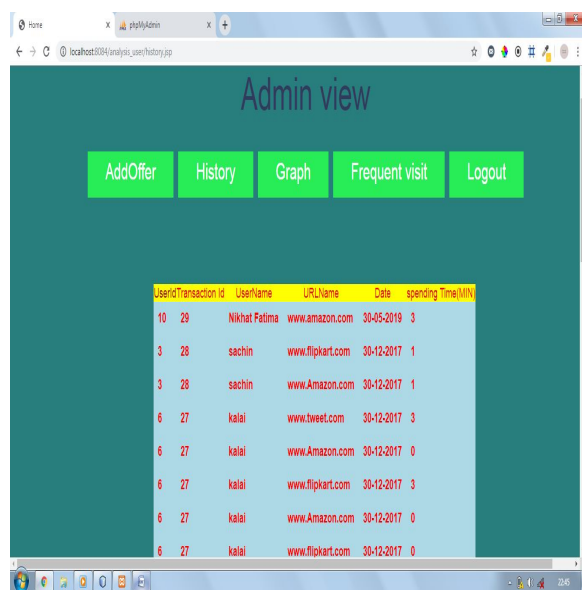 Home
phpMyAdmin
localhost:8084/analysis_user/history.jsp
Admin view
AddOffer History Graph Frequent visit Logout
UserIdTransaction Id UserName URLName Date spending Time(MIN)
10 29 Nikhat Fatima www.amazon.com 30-05-2019 3
3 28 sachin www.flipkart.com 30-12-2017 1
3 28 sachin www.Amazon.com 30-12-2017 1
6 27 kalai www.tweet.com 30-12-2017 3
6 27 kalai www.Amazon.com 30-12-2017 0
6 27 kalai www.flipkart.com 30-12-2017 3
6 27 kalai www.Amazon.com 30-12-2017 0
6 27 kalai www.flipkart.com 30-12-2017 0
22:45